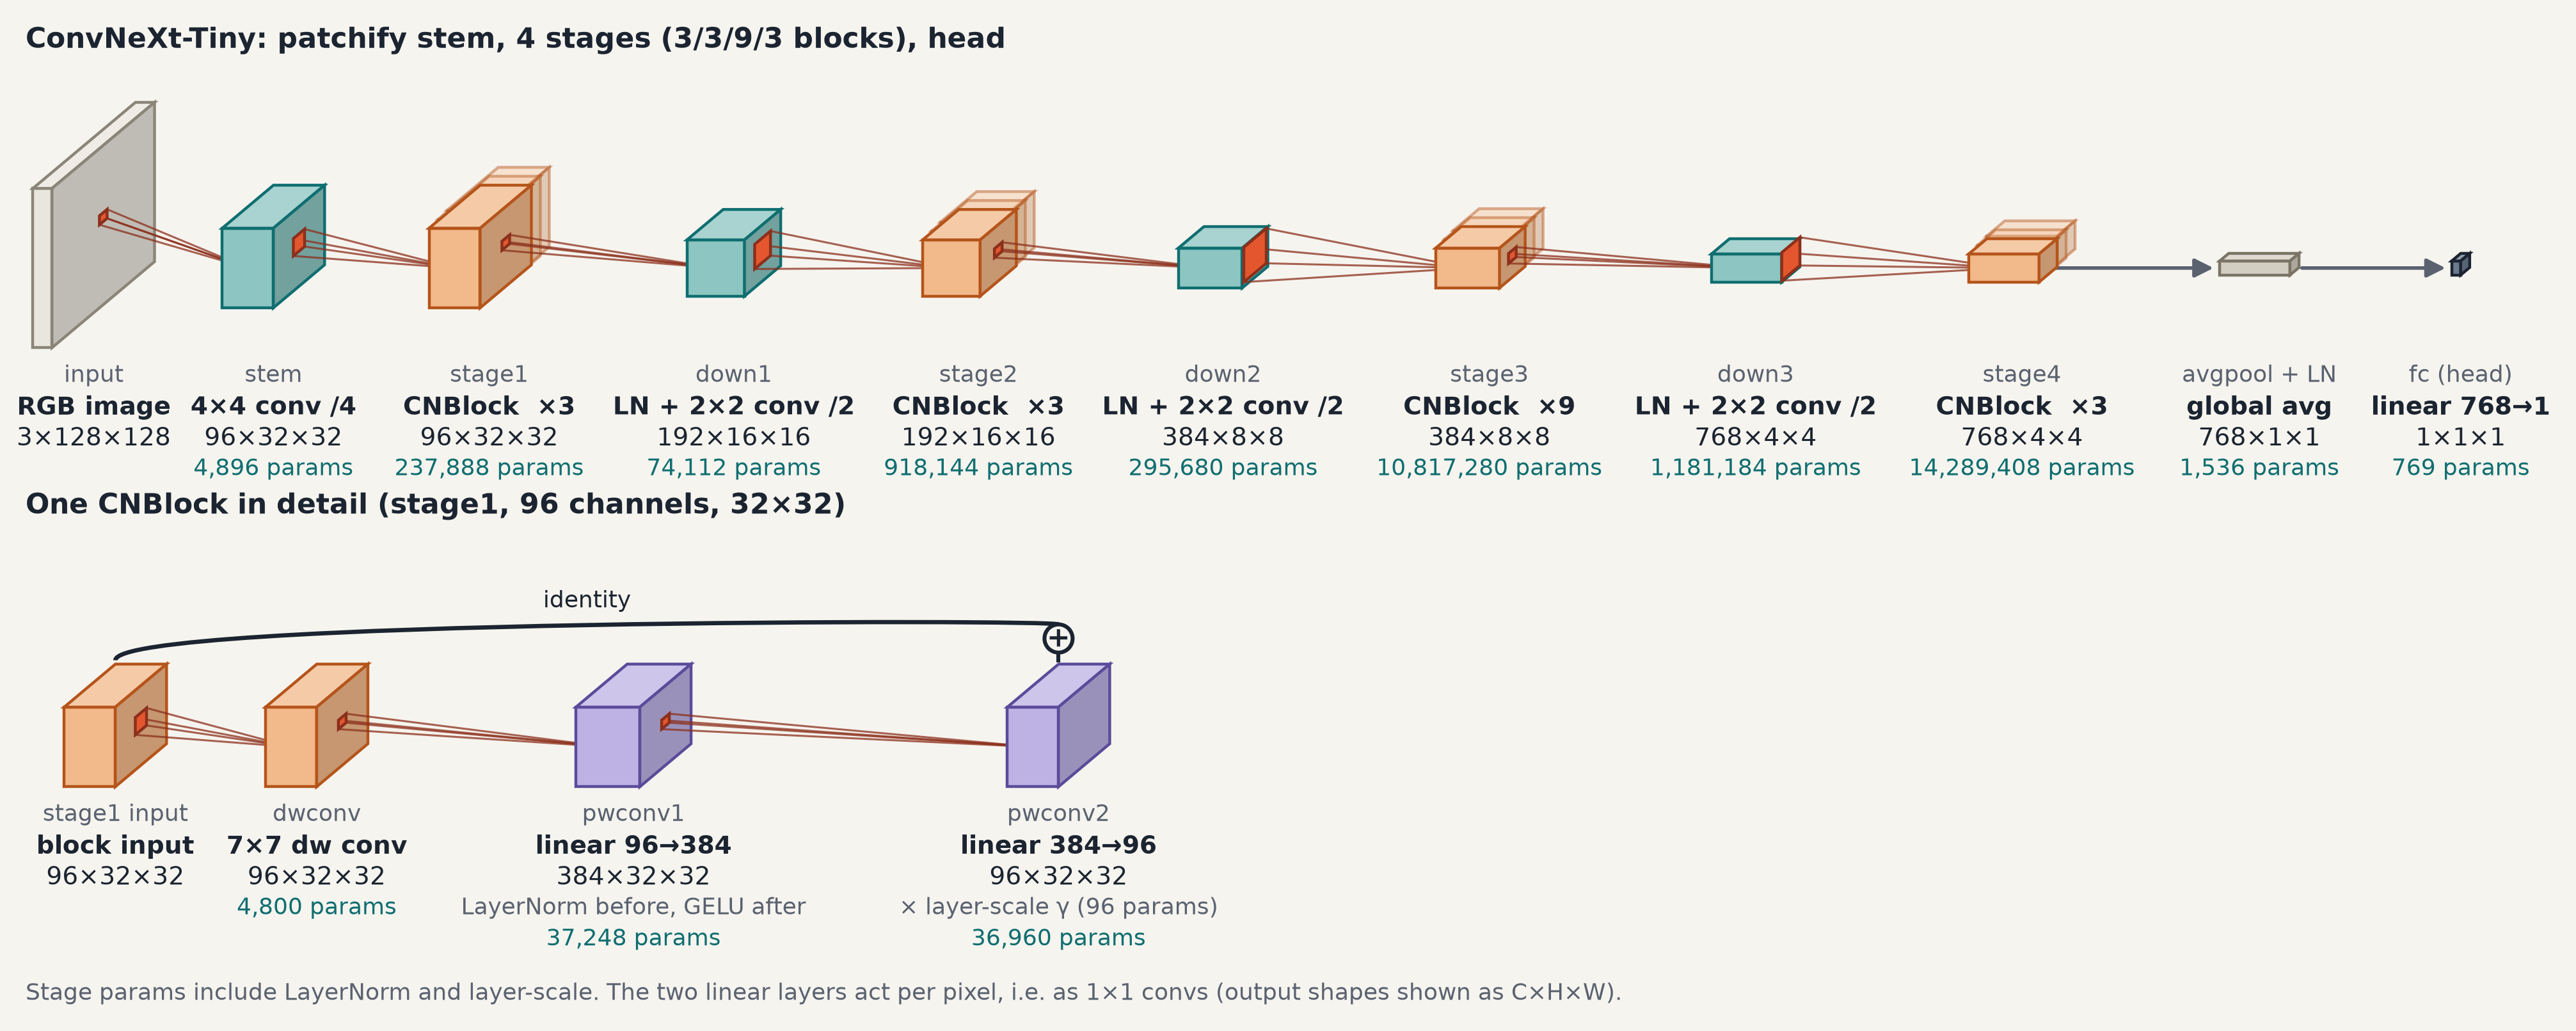 ConvNeXt-Tiny: patchify stem, 4 stages (3/3/9/3 blocks), head
input
RGB image
3×128×128
stem
4×4 conv /4
96×32×32
4,896 params
stage1
CNBlock ×3
96×32×32
237,888 params
down1
LN + 2×2 conv /2
192×16×16
74,112 params
stage2
CNBlock ×3
192×16×16
918,144 params
down2
LN + 2×2 conv /2
384×8×8
295,680 params
stage3
CNBlock ×9
384×8×8
10,817,280 params
down3
LN + 2×2 conv /2
768×4×4
1,181,184 params
stage4
CNBlock ×3
768×4×4
14,289,408 params
avgpool + LN
global avg
768×1×1
1,536 params
fc (head)
linear 768→1
1×1×1
769 params
One CNBlock in detail (stage1, 96 channels, 32×32)
identity
+
stage1 input
block input
96×32×32
dwconv
7×7 dw conv
96×32×32
4,800 params
pwconv1
linear 96→384
384×32×32
LayerNorm before, GELU after
37,248 params
pwconv2
linear 384→96
96×32×32
× layer-scale γ (96 params)
36,960 params
Stage params include LayerNorm and layer-scale. The two linear layers act per pixel, i.e. as 1×1 convs (output shapes shown as C×H×W).